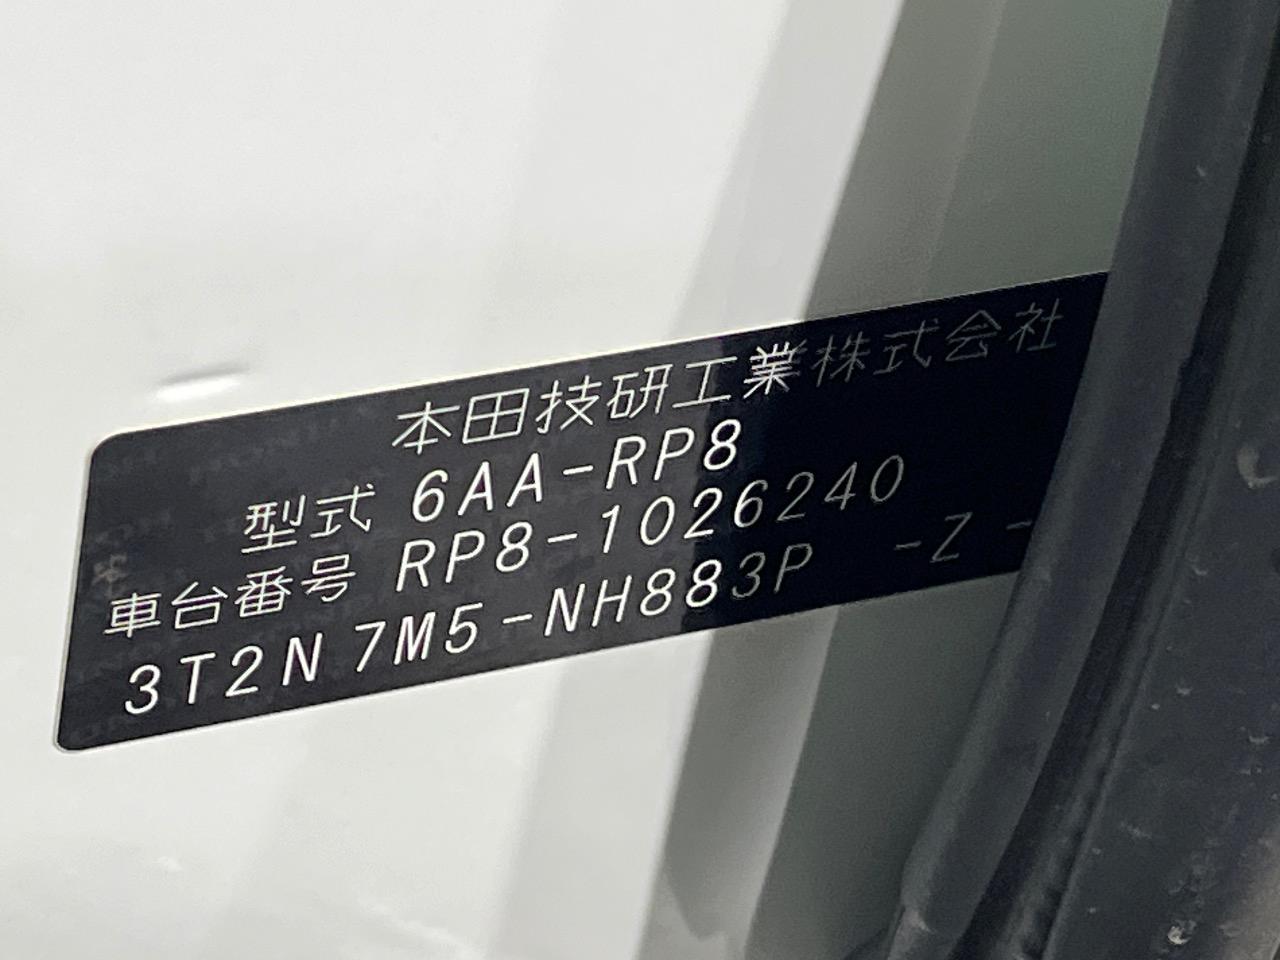 本田技研工業株式会社
型式 6AA-RP8
車台番号 RP8-1026240
3T2N 7M5-NH883P -Z -